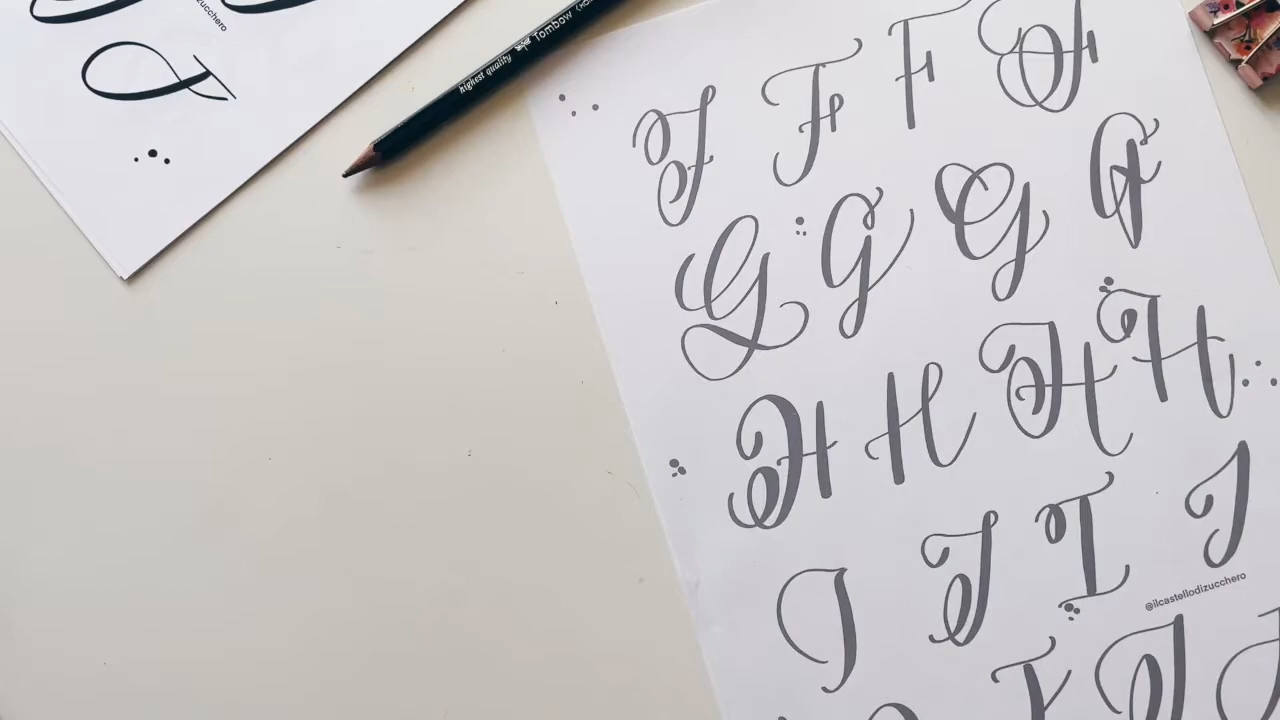 highest quality Tombow
F F F F
G G G G
H H H H
I I I I
@ilcastellodizucchero